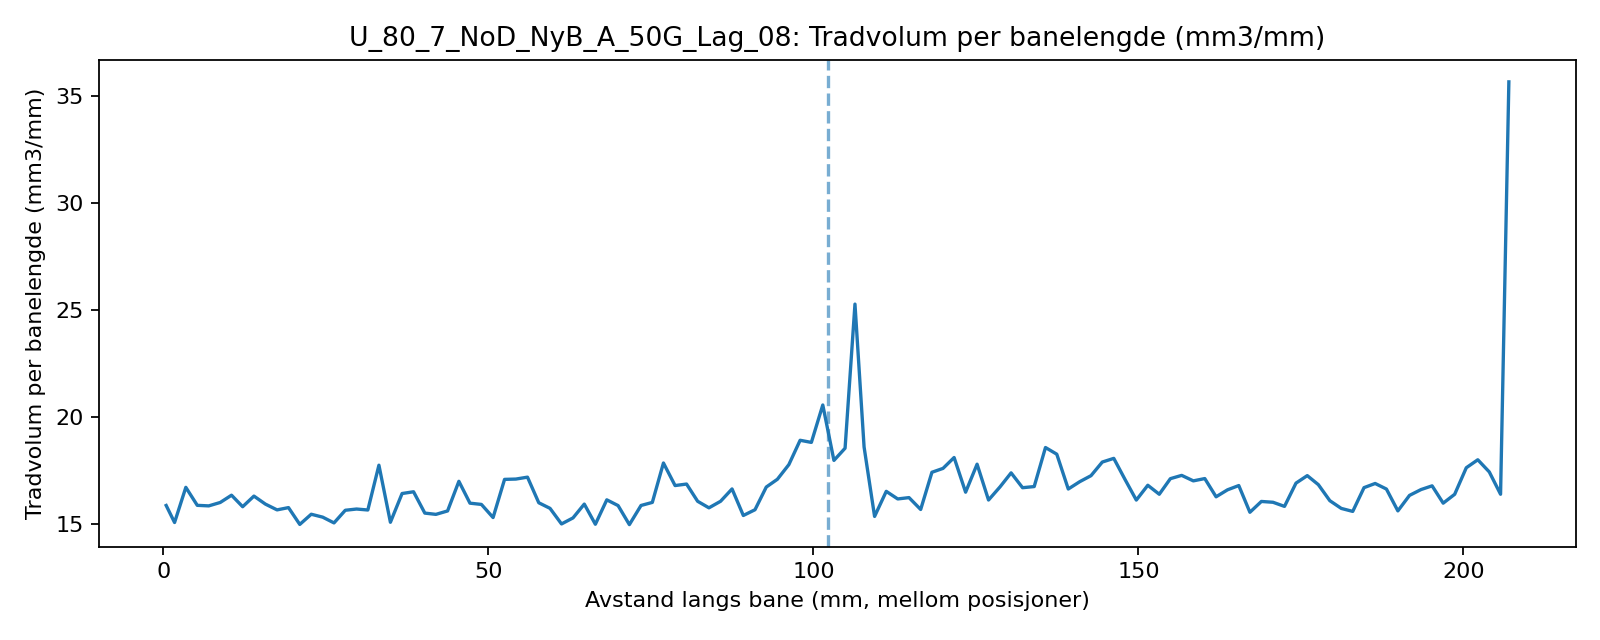 U_80_7_NoD_NyB_A_50G_Lag_08: Tradvolum per banelengde (mm3/mm)
Tradvolum per banelengde (mm3/mm)
35
30
25
20
15
0 50 100 150 200
Avstand langs bane (mm, mellom posisjoner)